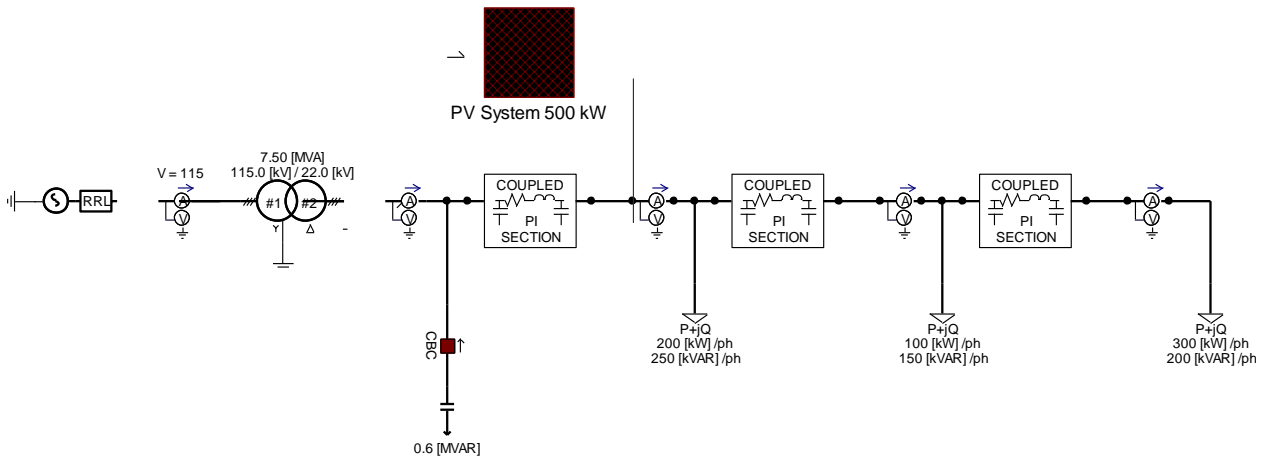 1
PV System 500 kW
7.50 [MVA]
V = 115
115.0 [kV] / 22.0 [kV]
RRL
A
V
#1
#2
Y
Δ
-
A
V
COUPLED
PI
SECTION
A
V
COUPLED
PI
SECTION
A
V
COUPLED
PI
SECTION
A
V
CBC
0.6 [MVAR]
P+jQ
200 [kW] /ph
250 [kVAR] /ph
P+jQ
100 [kW] /ph
150 [kVAR] /ph
P+jQ
300 [kW] /ph
200 [kVAR] /ph